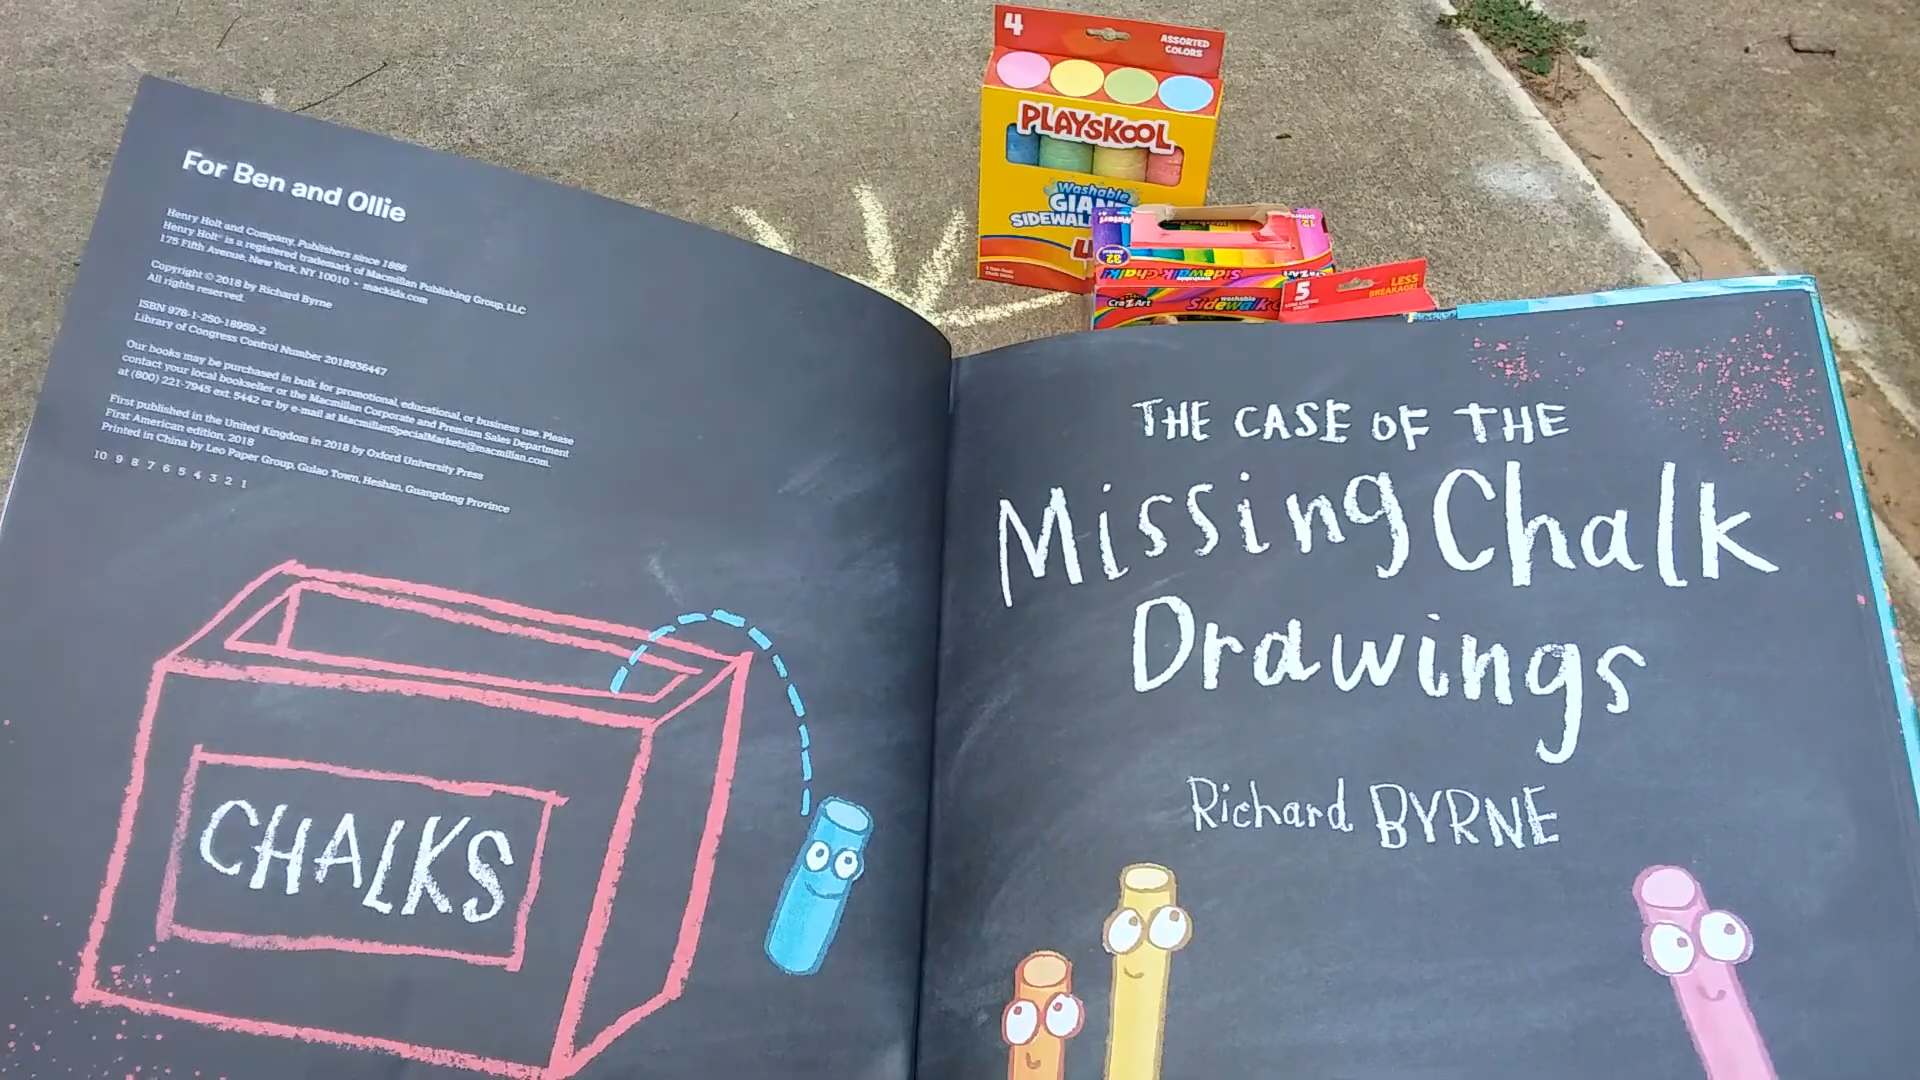 For Ben and Ollie
Henry Holt and Company, Publishers since 1866
Henry Holt® is a registered trademark of Macmillan Publishing Group, LLC
175 Fifth Avenue, New York, NY 10010 • mackids.com
Copyright © 2018 by Richard Byrne
All rights reserved.
ISBN 978-1-250-18959-2
Library of Congress Control Number 2018936447
Our books may be purchased in bulk for promotional, educational, or business use. Please
contact your local bookseller or the Macmillan Corporate and Premium Sales Department
at (800) 221-7945 ext. 5442 or by e-mail at MacmillanSpecialMarkets@macmillan.com.
First published in the United Kingdom in 2018 by Oxford University Press
First American edition, 2018
Printed in China by Leo Paper Group, Gulao Town, Heshan, Guangdong Province
10 9 8 7 6 5 4 3 2 1
CHALKS
THE CASE OF THE
Missing Chalk
Drawings
Richard BYRNE
4
ASSORTED
COLORS
PLAYSKOOL
Washable
GIANT
SIDEWAL
4
32
Sidewalk Chalk!
Cra-Z-Art
washable
Sidewalk C
12
5
LESS
BREAKAGE!